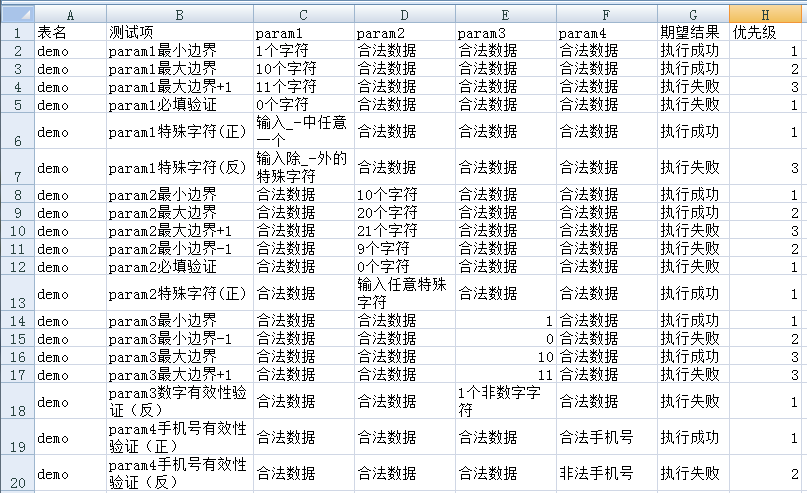 A B C D E F G H
1 表名 测试项 param1 param2 param3 param4 期望结果 优先级
2 demo param1最小边界 1个字符 合法数据 合法数据 合法数据 执行成功 1
3 demo param1最大边界 10个字符 合法数据 合法数据 合法数据 执行成功 2
4 demo param1最大边界+1 11个字符 合法数据 合法数据 合法数据 执行失败 3
5 demo param1必填验证 0个字符 合法数据 合法数据 合法数据 执行失败 1
6 demo param1特殊字符(正) 输入_-中任意
一个 合法数据 合法数据 合法数据 执行成功 1
7 demo param1特殊字符(反) 输入除_-外的
特殊字符 合法数据 合法数据 合法数据 执行失败 3
8 demo param2最小边界 合法数据 10个字符 合法数据 合法数据 执行成功 1
9 demo param2最大边界 合法数据 20个字符 合法数据 合法数据 执行成功 2
10 demo param2最大边界+1 合法数据 21个字符 合法数据 合法数据 执行失败 3
11 demo param2最小边界-1 合法数据 9个字符 合法数据 合法数据 执行失败 2
12 demo param2必填验证 合法数据 0个字符 合法数据 合法数据 执行失败 1
13 demo param2特殊字符(正) 合法数据 输入任意特殊
字符 合法数据 合法数据 执行成功 1
14 demo param3最小边界 合法数据 合法数据 1 合法数据 执行成功 1
15 demo param3最小边界-1 合法数据 合法数据 0 合法数据 执行失败 2
16 demo param3最大边界 合法数据 合法数据 10 合法数据 执行成功 3
17 demo param3最大边界+1 合法数据 合法数据 11 合法数据 执行失败 3
18 demo param3数字有效性验
证（反） 合法数据 合法数据 1个非数字字
符 合法数据 执行失败 1
19 demo param4手机号有效性
验证（正） 合法数据 合法数据 合法数据 合法手机号 执行成功 1
20 demo param4手机号有效性
验证（反） 合法数据 合法数据 合法数据 非法手机号 执行失败 2